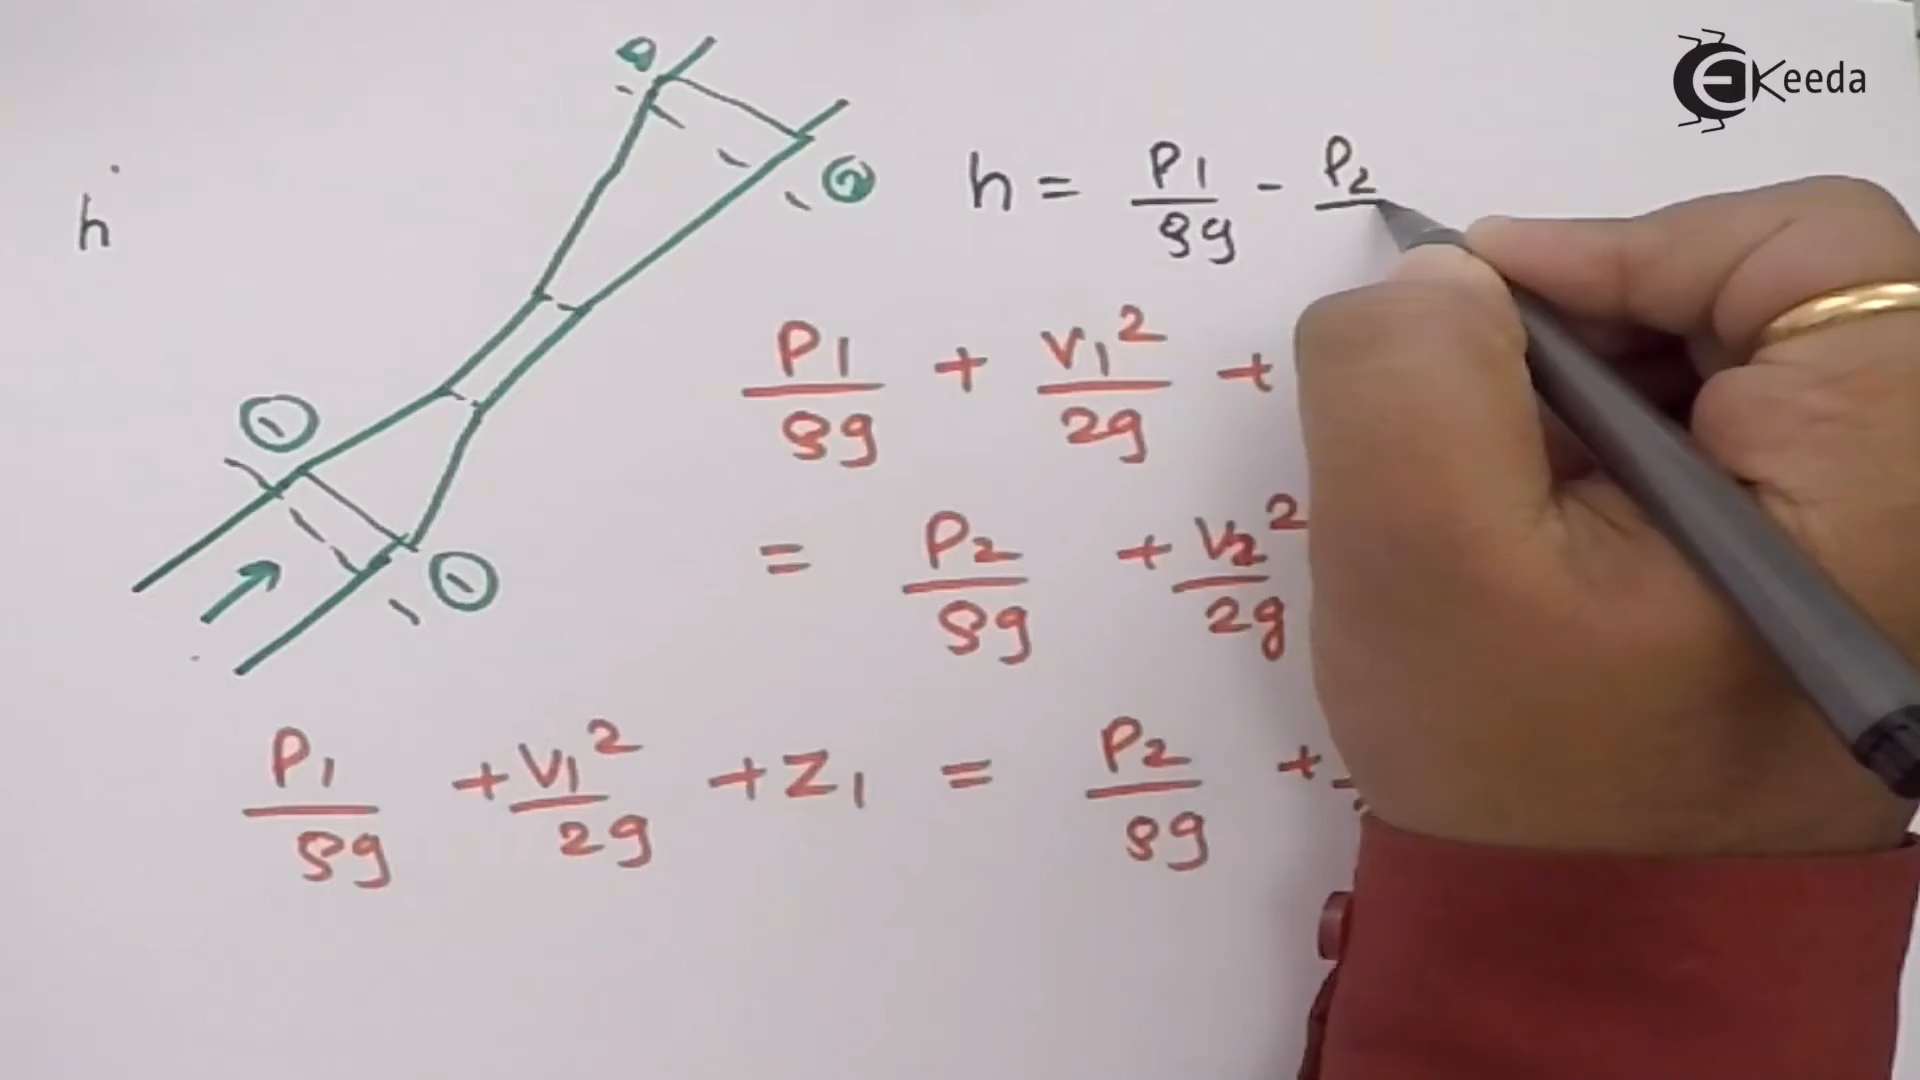 Keeda
h
h = P1/ρg - P2
P1/ρg + V1²/2g +
= P2/ρg + V2²/2g
P1/ρg + V1²/2g + Z1 = P2/ρg +
1
1
2